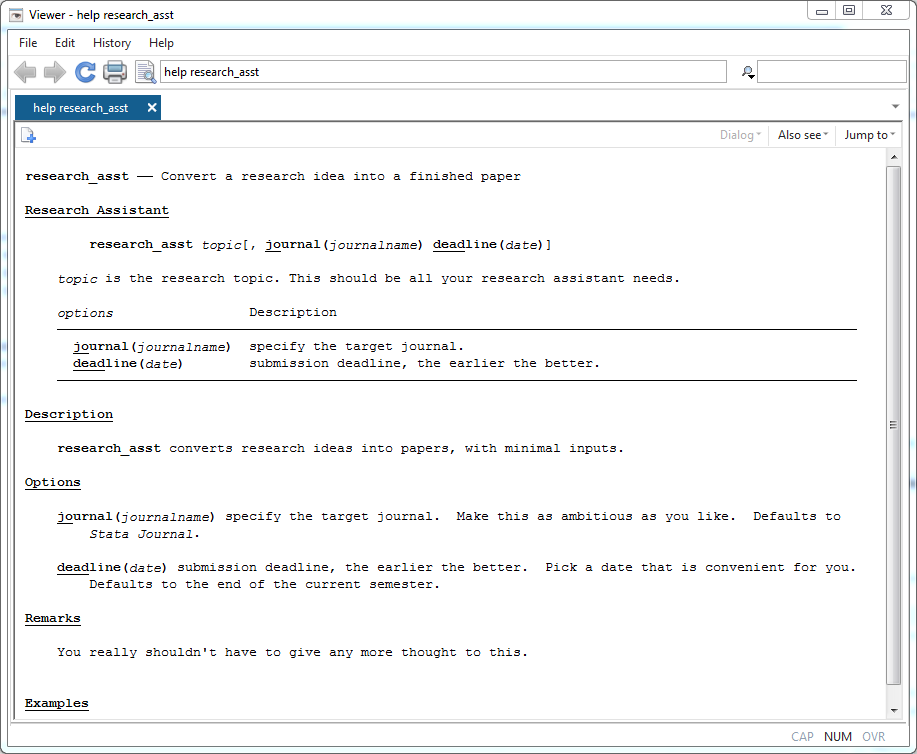 Viewer - help research_asst
File Edit History Help
help research_asst
help research_asst
Dialog Also see Jump to
research_asst —— Convert a research idea into a finished paper
Research Assistant
research_asst topic[, journal(journalname) deadline(date)]
topic is the research topic. This should be all your research assistant needs.
options Description
journal(journalname) specify the target journal.
deadline(date) submission deadline, the earlier the better.
Description
research_asst converts research ideas into papers, with minimal inputs.
Options
journal(journalname) specify the target journal. Make this as ambitious as you like. Defaults to
Stata Journal.
deadline(date) submission deadline, the earlier the better. Pick a date that is convenient for you.
Defaults to the end of the current semester.
Remarks
You really shouldn't have to give any more thought to this.
Examples
CAP NUM OVR